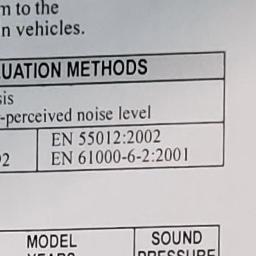 to the
n vehicles.
UATION METHODS
sis
-perceived noise level
EN 55012:2002
EN 61000-6-2:2001
MODEL
YEARS
SOUND
PRESSURE